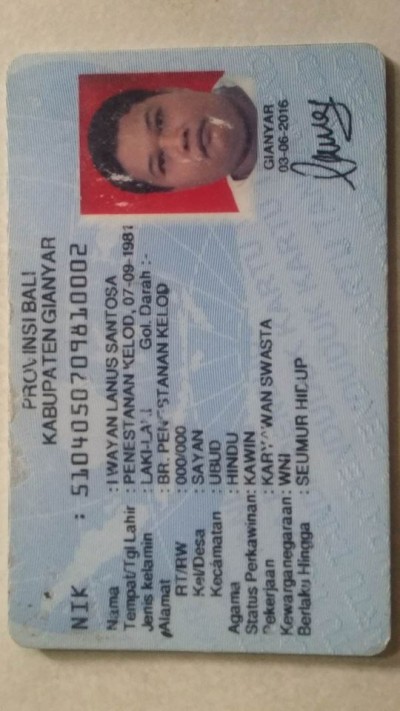 PROVINSI BALI
KABUPATEN GIANYAR
NIK : 5104050709810002
Nama : I WAYAN LANUS SANTOSA
Tempat/Tgl Lahir : PENESTANAN KELOD, 07-09-1981
Jenis kelamin : LAKI-LAKI Gol. Darah :-
Alamat : BR. PENESTANAN KELOD
RT/RW : 000/000
Kel/Desa : SAYAN
Kecamatan : UBUD
Agama : HINDU
Status Perkawinan: KAWIN
Pekerjaan : KARYAWAN SWASTA
Kewarganegaraan: WNI
Berlaku Hingga : SEUMUR HIDUP
GIANYAR
03-06-2016